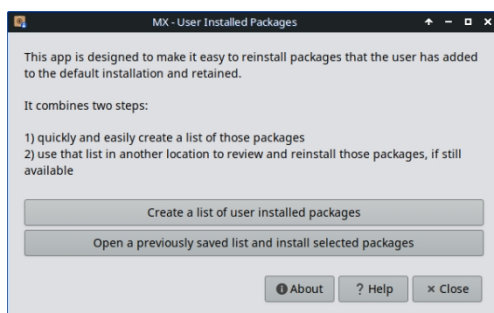 MX - User Installed Packages
This app is designed to make it easy to reinstall packages that the user has added
to the default installation and retained.
It combines two steps:
1) quickly and easily create a list of those packages
2) use that list in another location to review and reinstall those packages, if still
available
Create a list of user installed packages
Open a previously saved list and install selected packages
About ? Help × Close